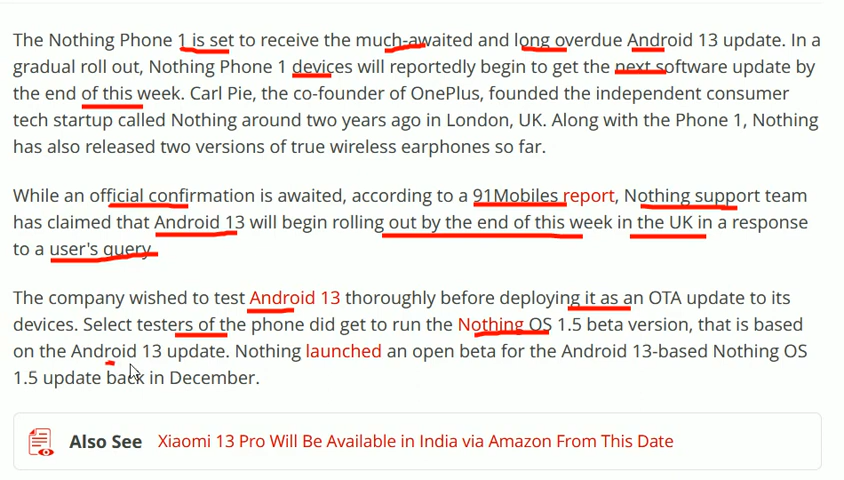 The Nothing Phone 1 is set to receive the much-awaited and long overdue Android 13 update. In a
gradual roll out, Nothing Phone 1 devices will reportedly begin to get the next software update by
the end of this week. Carl Pie, the co-founder of OnePlus, founded the independent consumer
tech startup called Nothing around two years ago in London, UK. Along with the Phone 1, Nothing
has also released two versions of true wireless earphones so far.
While an official confirmation is awaited, according to a 91Mobiles report, Nothing support team
has claimed that Android 13 will begin rolling out by the end of this week in the UK in a response
to a user's query.
The company wished to test Android 13 thoroughly before deploying it as an OTA update to its
devices. Select testers of the phone did get to run the Nothing OS 1.5 beta version, that is based
on the Android 13 update. Nothing launched an open beta for the Android 13-based Nothing OS
1.5 update back in December.
Also See Xiaomi 13 Pro Will Be Available in India via Amazon From This Date